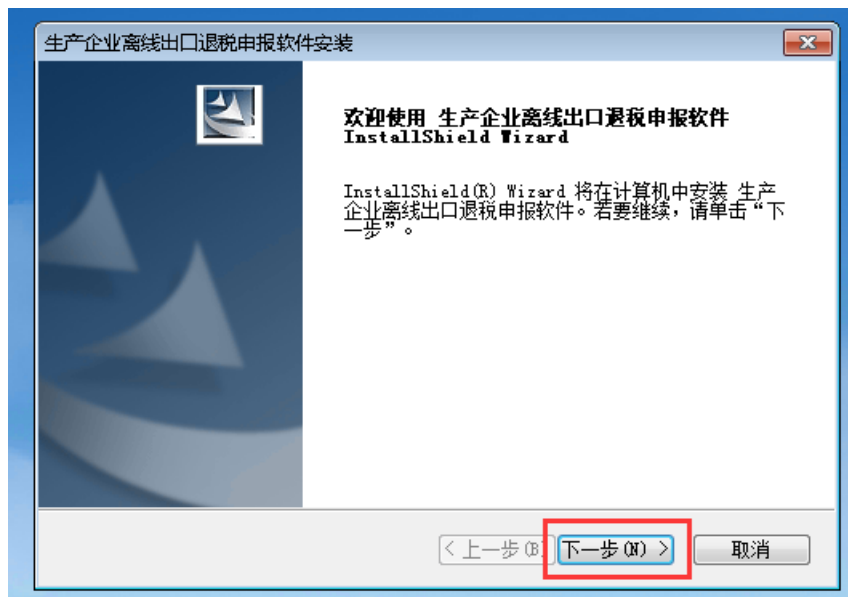 生产企业离线出口退税申报软件安装
欢迎使用 生产企业离线出口退税申报软件
InstallShield Wizard
InstallShield(R) Wizard 将在计算机中安装 生产
企业离线出口退税申报软件。若要继续，请单击“下
一步”。
< 上一步(B)
下一步(N) >
取消